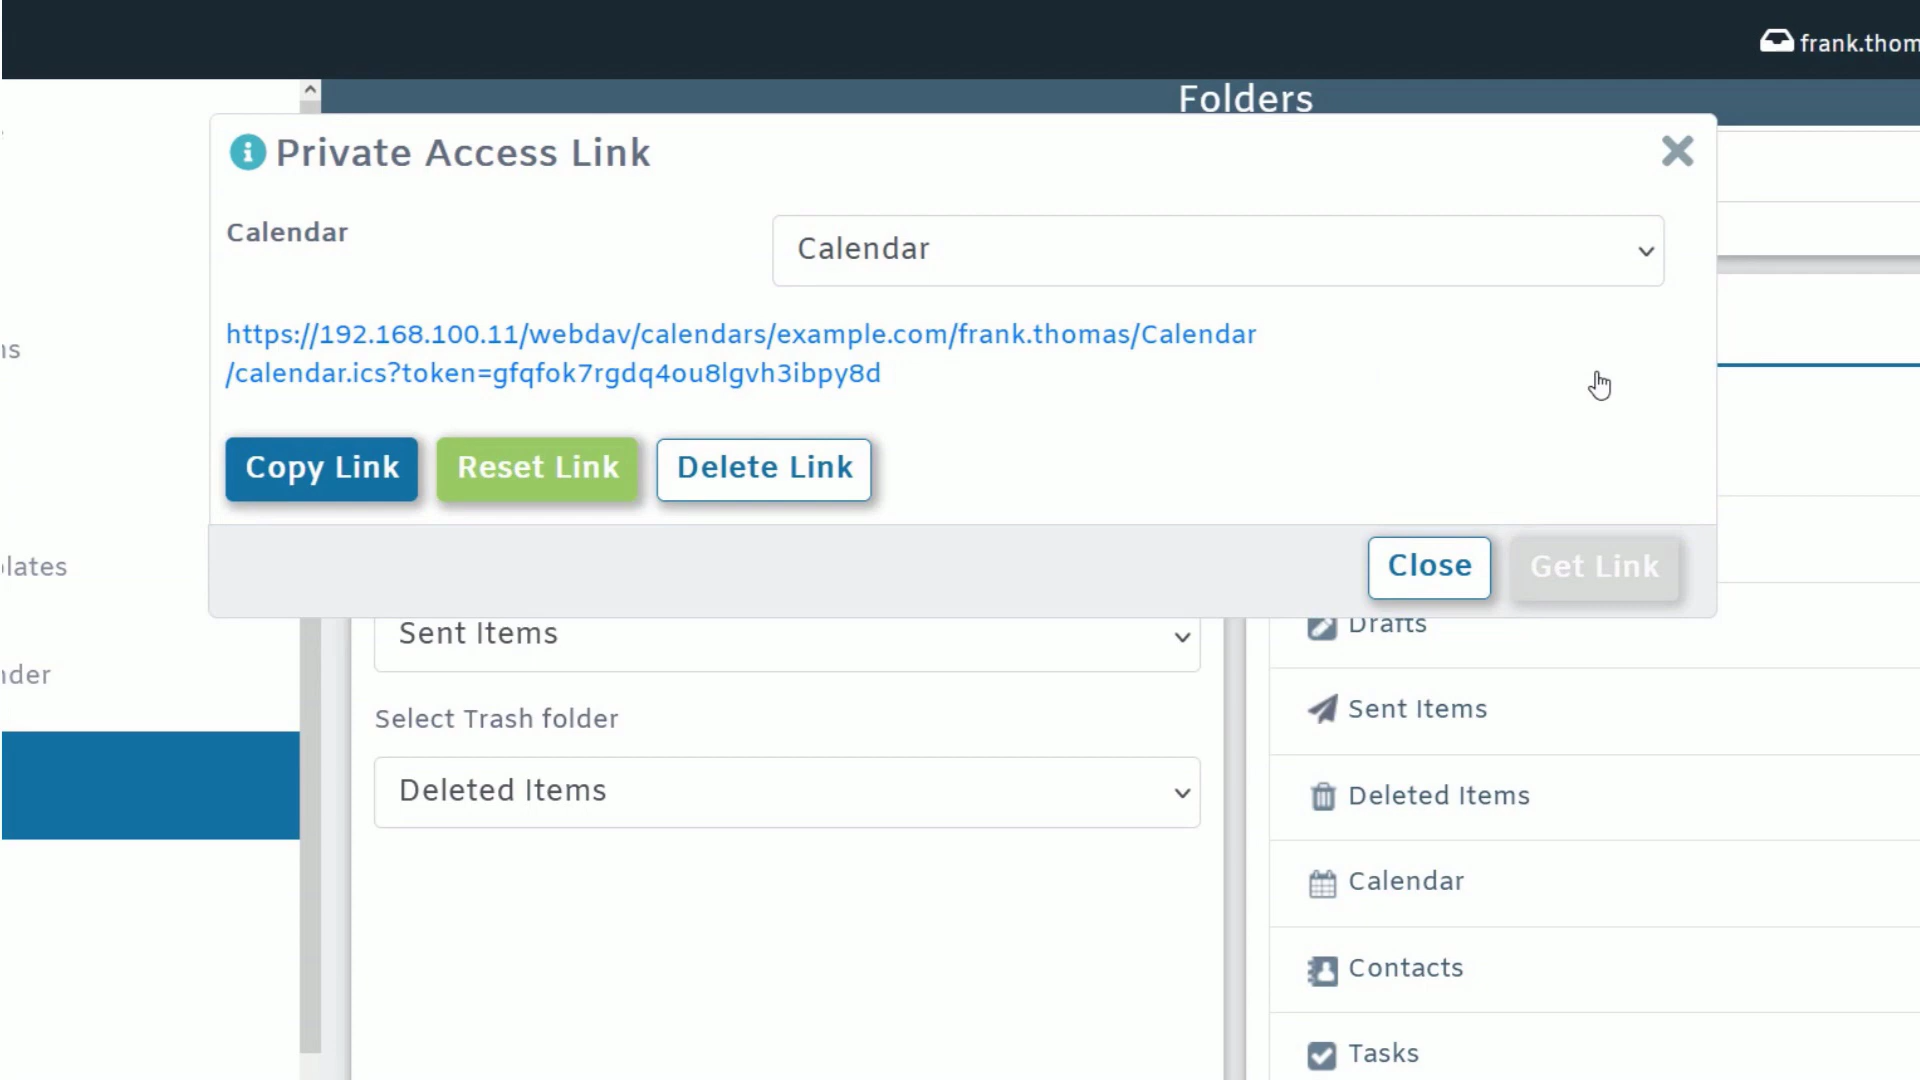 frank.thom
Folders
Private Access Link
Calendar
Calendar
https://192.168.100.11/webdav/calendars/example.com/frank.thomas/Calendar
/calendar.ics?token=gfqfok7rgdq4ou8lgvh3ibpy8d
Copy Link
Reset Link
Delete Link
Close
Get Link
ns
lates
nder
Sent Items
Select Trash folder
Deleted Items
Drafts
Sent Items
Deleted Items
Calendar
Contacts
Tasks